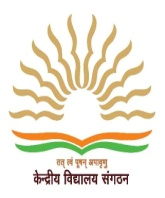 तत् त्वं पूषन् अपावृणु
केन्द्रीय विद्यालय संगठन